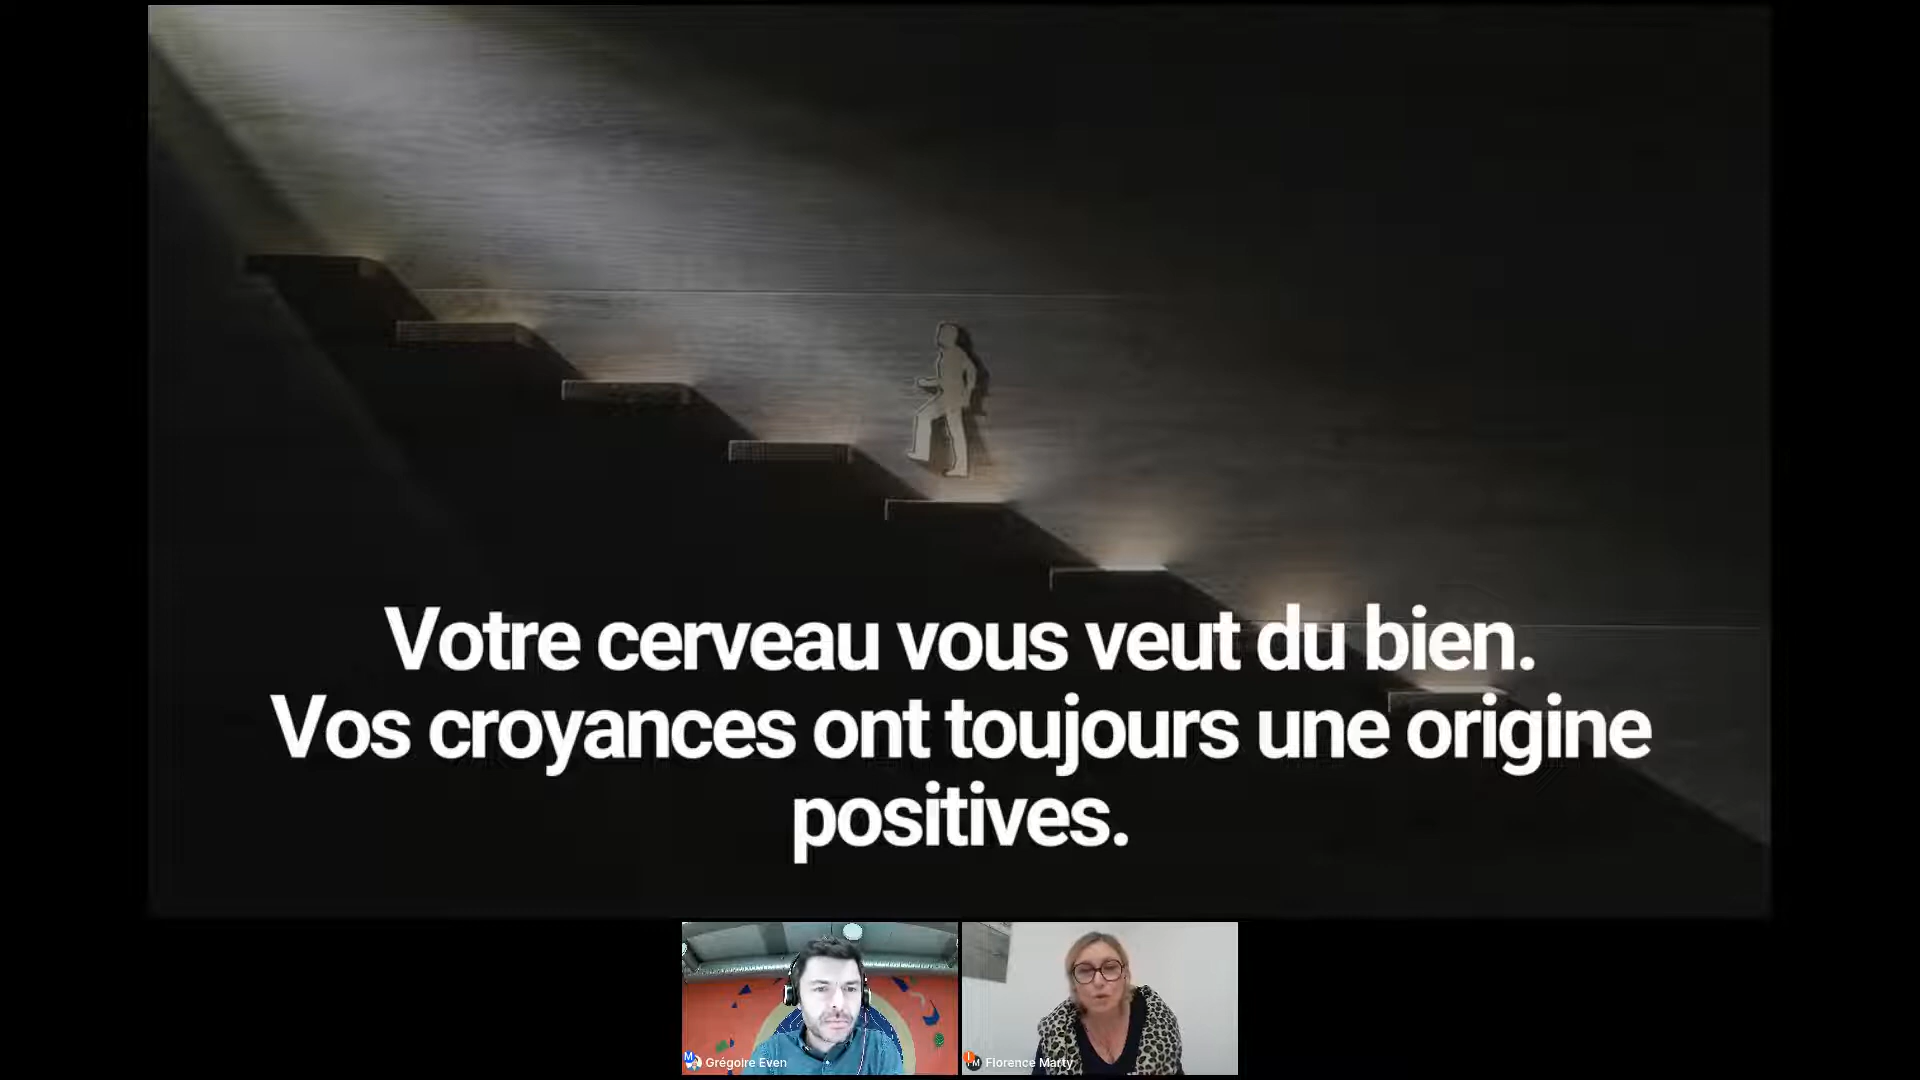 Votre cerveau vous veut du bien.
Vos croyances ont toujours une origine
positives.
Grégoire Even
Florence Marty